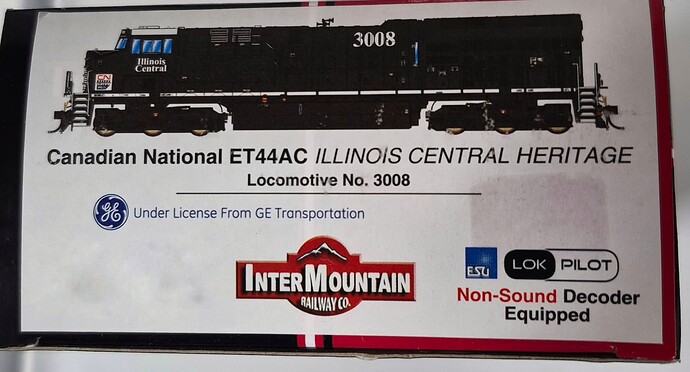 3008
Illinois
Central
CN
Canadian National ET44AC ILLINOIS CENTRAL HERITAGE
Locomotive No. 3008
GE Under License From GE Transportation
INTERMOUNTAIN
RAILWAY CO.
ESU LOK PILOT
Non-Sound Decoder
Equipped